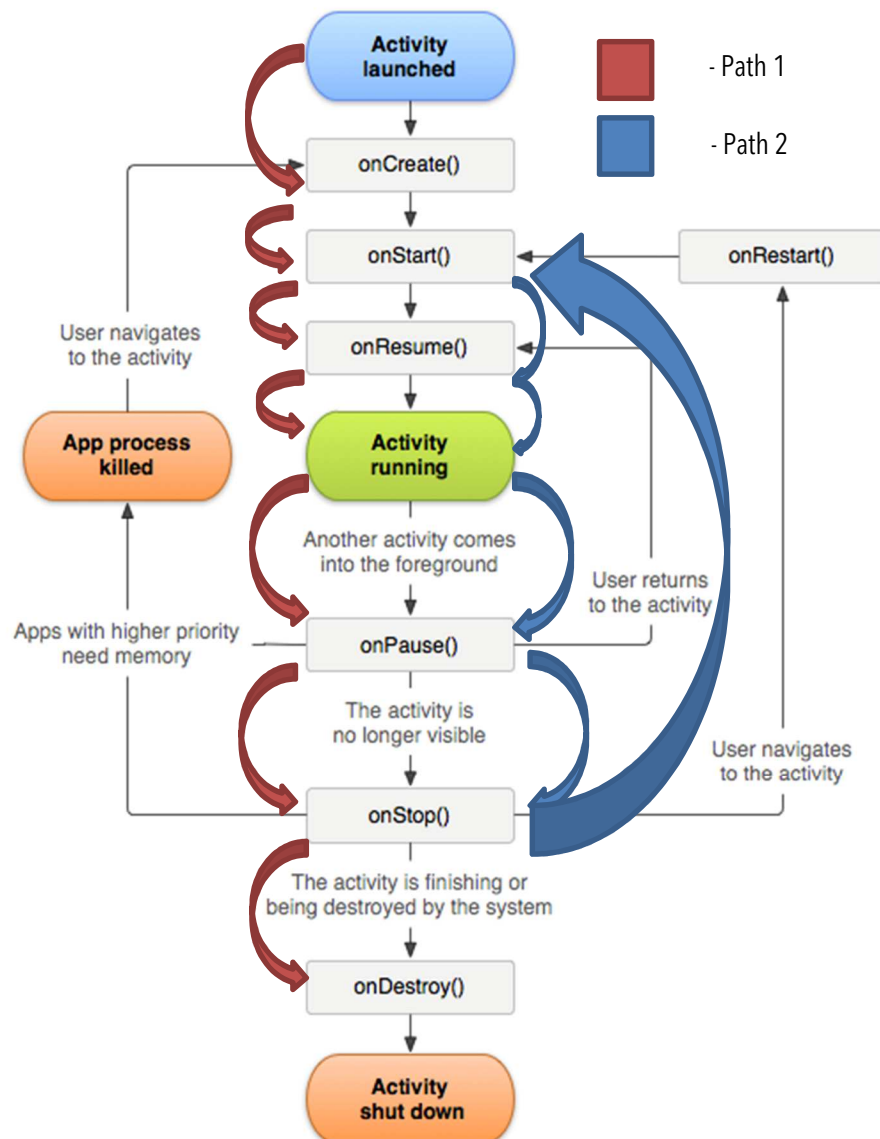 Activity
launched
- Path 1
- Path 2
onCreate()
onStart()
onRestart()
onResume()
User navigates
to the activity
App process
killed
Activity
running
Another activity comes
into the foreground
User returns
to the activity
Apps with higher priority
need memory
onPause()
The activity is
no longer visible
User navigates
to the activity
onStop()
The activity is finishing or
being destroyed by the system
onDestroy()
Activity
shut down